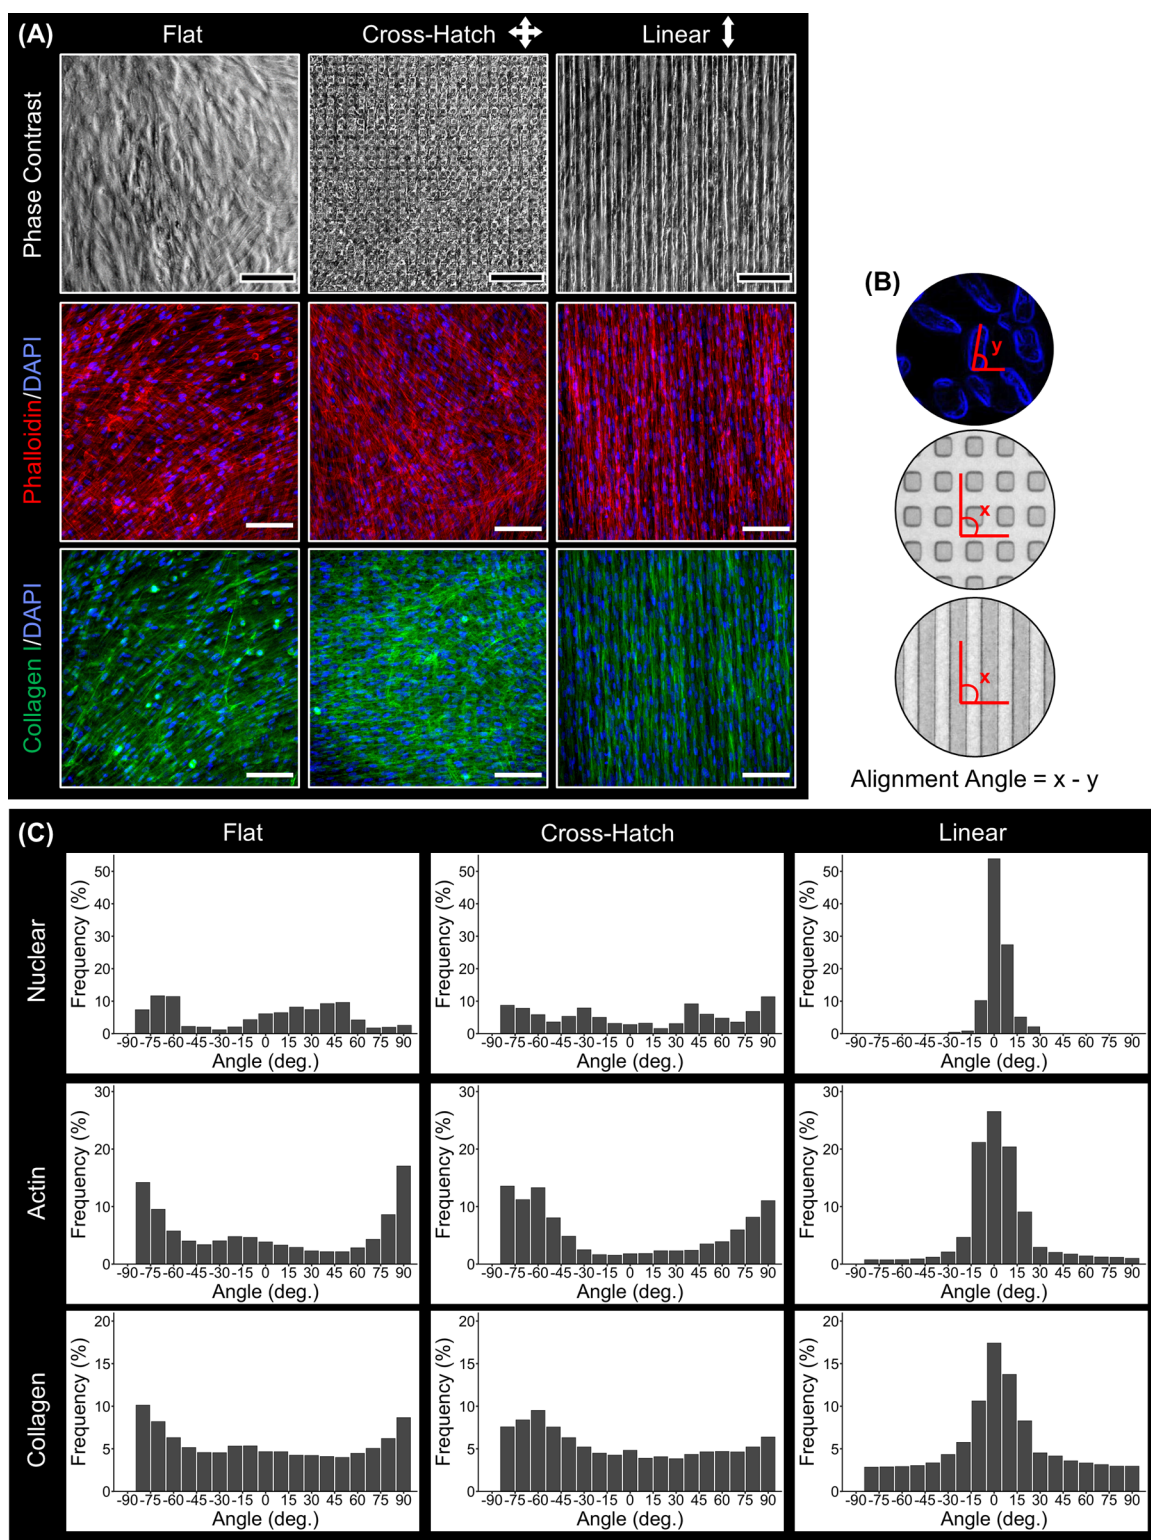 (A)
Flat
Cross-Hatch
Linear
Phase Contrast
Phalloidin/DAPI
Collagen I/DAPI
(B)
y
x
x
Alignment Angle = x - y
(C)
Flat
Cross-Hatch
Linear
Nuclear
Frequency (%)
50
40
30
20
10
0
-90 -75 -60 -45 -30 -15 0 15 30 45 60 75 90
Angle (deg.)
Frequency (%)
50
40
30
20
10
0
-90 -75 -60 -45 -30 -15 0 15 30 45 60 75 90
Angle (deg.)
Frequency (%)
50
40
30
20
10
0
-90 -75 -60 -45 -30 -15 0 15 30 45 60 75 90
Angle (deg.)
Actin
Frequency (%)
30
20
10
0
-90 -75 -60 -45 -30 -15 0 15 30 45 60 75 90
Angle (deg.)
Frequency (%)
30
20
10
0
-90 -75 -60 -45 -30 -15 0 15 30 45 60 75 90
Angle (deg.)
Frequency (%)
30
20
10
0
-90 -75 -60 -45 -30 -15 0 15 30 45 60 75 90
Angle (deg.)
Collagen
Frequency (%)
20
15
10
5
0
-90 -75 -60 -45 -30 -15 0 15 30 45 60 75 90
Angle (deg.)
Frequency (%)
20
15
10
5
0
-90 -75 -60 -45 -30 -15 0 15 30 45 60 75 90
Angle (deg.)
Frequency (%)
20
15
10
5
0
-90 -75 -60 -45 -30 -15 0 15 30 45 60 75 90
Angle (deg.)